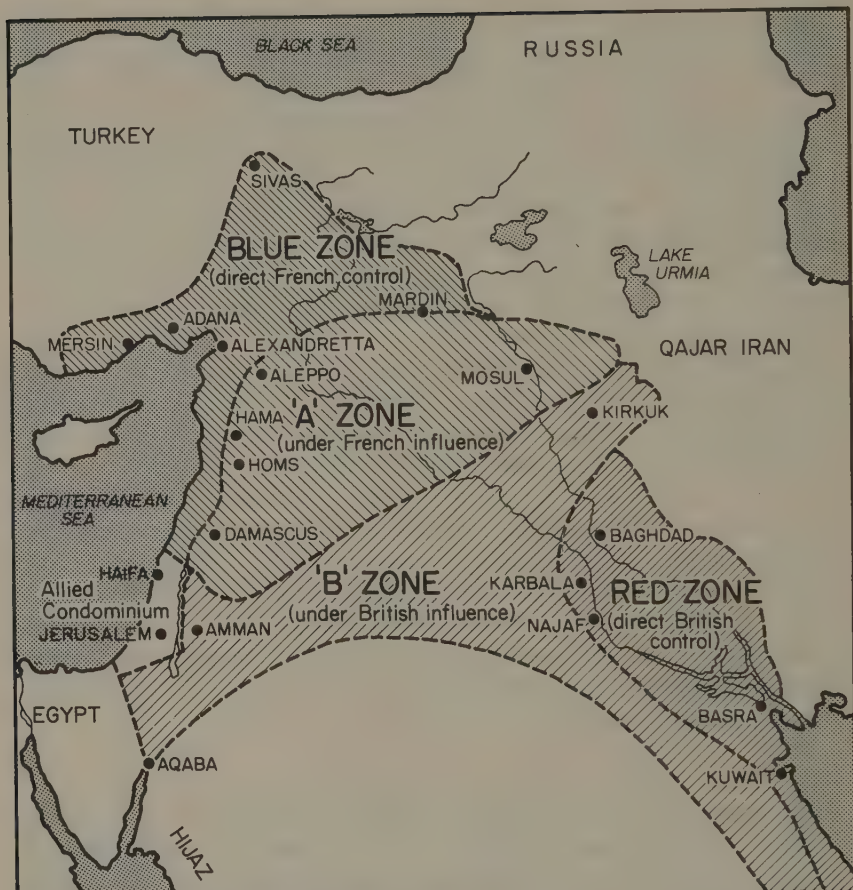 BLACK SEA
RUSSIA
TURKEY
SIVAS
BLUE ZONE
(direct French control)
LAKE
URMIA
MARDIN
ADANA
MERSIN
ALEXANDRETTA
QAJAR IRAN
ALEPPO
MOSUL
'A' ZONE
HAMA
KIRKUK
(under French influence)
HOMS
MEDITERRANEAN
SEA
DAMASCUS
BAGHDAD
HAIFA
'B' ZONE
KARBALA
RED ZONE
Allied
Condominium
(under British influence)
(direct British
control)
NAJAF
JERUSALEM
AMMAN
EGYPT
BASRA
AQABA
KUWAIT
HIJAZ